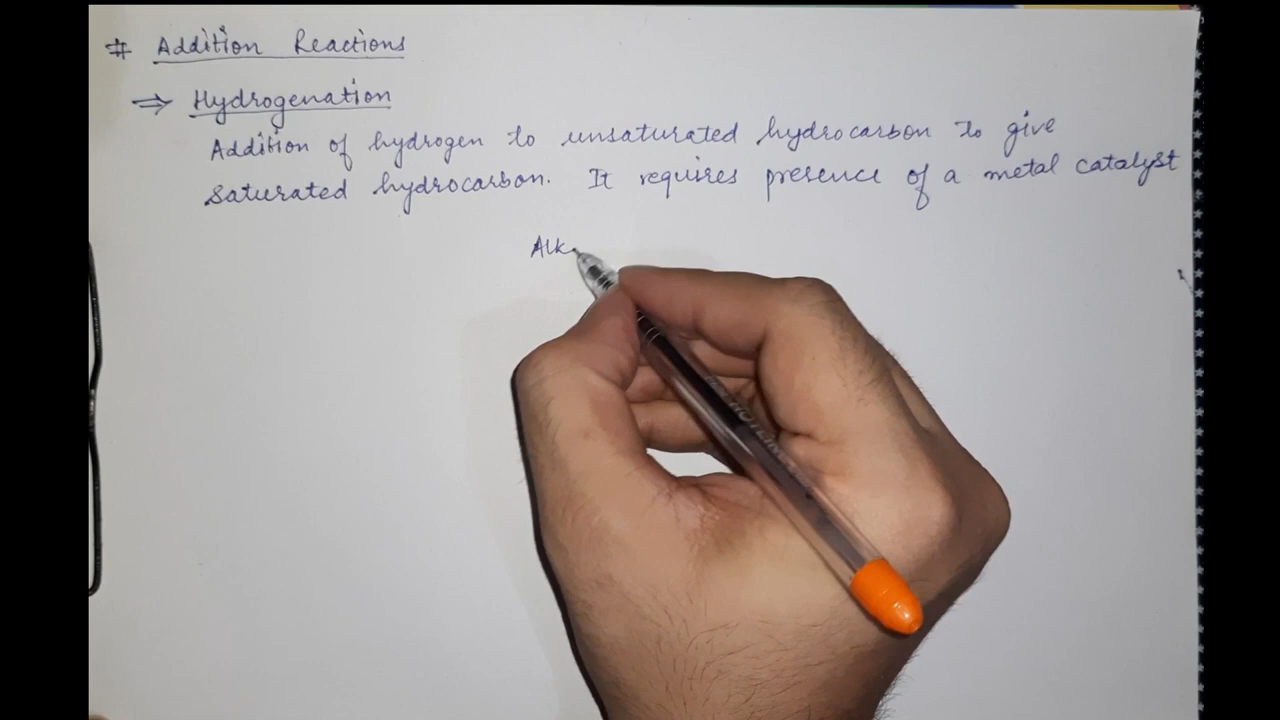 # Addition Reactions
⇒ Hydrogenation
Addition of hydrogen to unsaturated hydrocarbon to give
saturated hydrocarbon. It requires presence of a metal catalyst
Alk